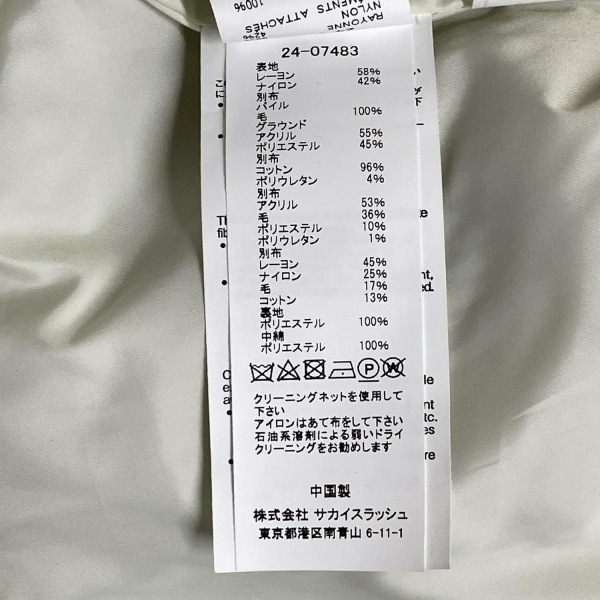 RAYONNE
NYLON
MENTS ATTACHES
42%
100%
24-07483
表地
レーヨン 58%
ナイロン 42%
別布
パイル
毛 100%
グラウンド
アクリル 55%
ポリエステル 45%
別布
コットン 96%
ポリウレタン 4%
別布
アクリル 53%
毛 36%
ポリエステル 10%
ポリウレタン 1%
別布
レーヨン 45%
ナイロン 25%
毛 17%
コットン 13%
裏地
ポリエステル 100%
中綿
ポリエステル 100%
P W
クリーニングネットを使用して
下さい
アイロンはあて布をして下さい
石油系溶剤による弱いドライ
クリーニングをお勧めします
中国製
株式会社 サカイスラッシュ
東京都港区南青山 6-11-1